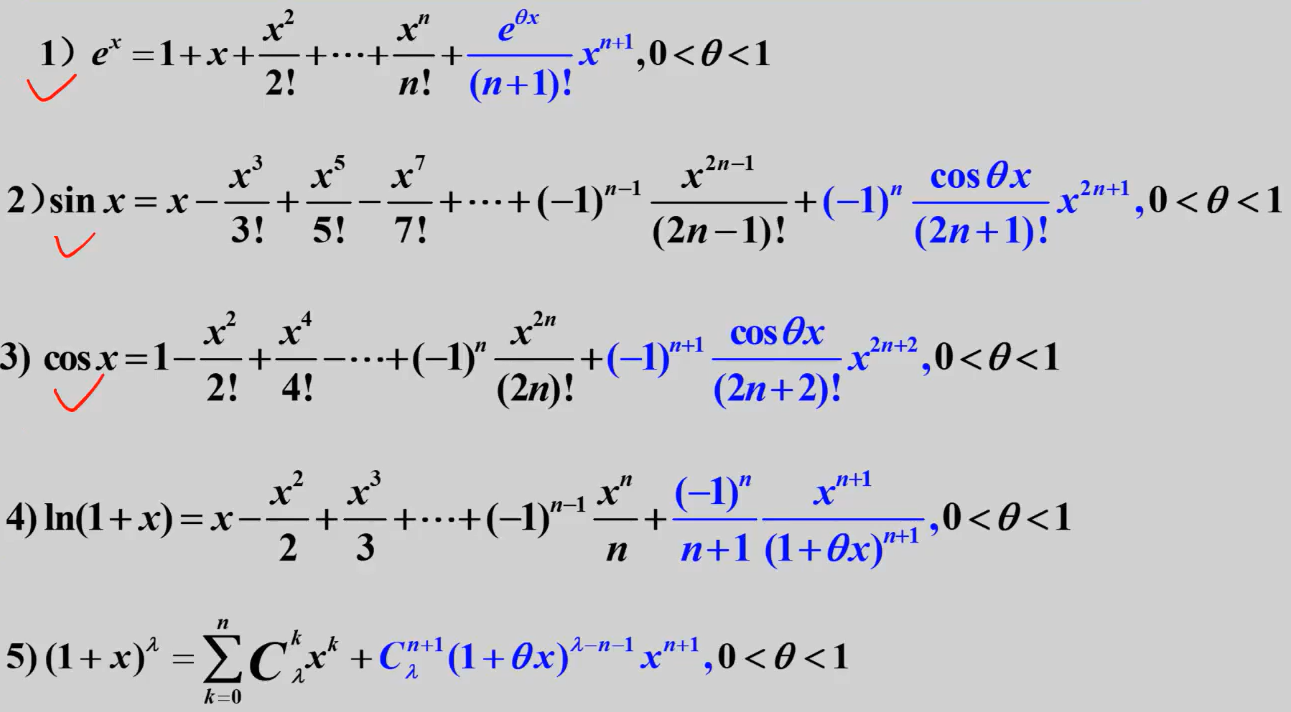 1) e^x = 1 + x + x^2/2! + ⋯ + x^n/n! + e^{θx}/(n+1)! x^{n+1}, 0 < θ < 1
2) sin x = x − x^3/3! + x^5/5! − x^7/7! + ⋯ + (−1)^{n−1} x^{2n−1}/(2n−1)! + (−1)^n cos θx/(2n+1)! x^{2n+1}, 0 < θ < 1
3) cos x = 1 − x^2/2! + x^4/4! − ⋯ + (−1)^n x^{2n}/(2n)! + (−1)^{n+1} cos θx/(2n+2)! x^{2n+2}, 0 < θ < 1
4) ln(1 + x) = x − x^2/2 + x^3/3 + ⋯ + (−1)^{n−1} x^n/n + (−1)^n/(n+1) x^{n+1}/(1+θx)^{n+1}, 0 < θ < 1
5) (1 + x)^λ = ∑_{k=0}^{n} C_λ^k x^k + C_λ^{n+1} (1 + θx)^{λ−n−1} x^{n+1}, 0 < θ < 1